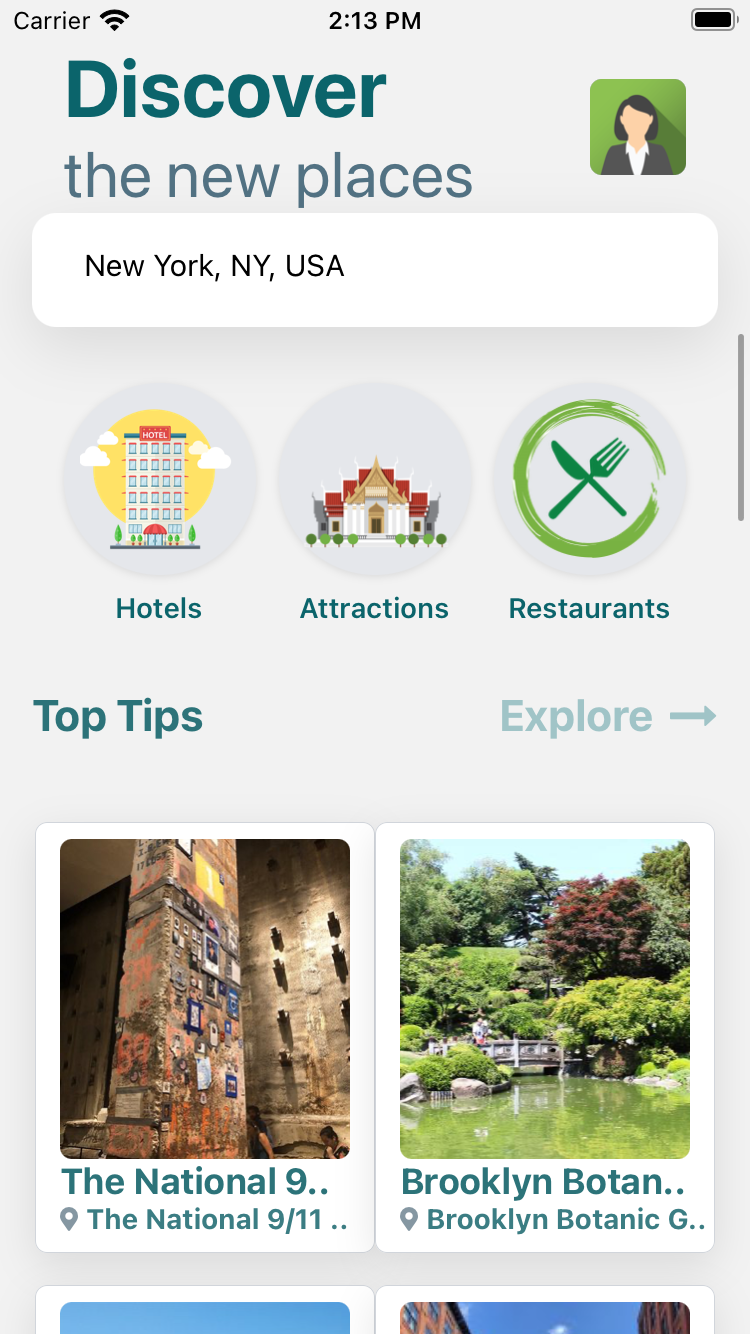 Carrier 2:13 PM
Discover
the new places
New York, NY, USA
HOTEL
Hotels Attractions Restaurants
Top Tips Explore
The National 9.. Brooklyn Botan..
The National 9/11 .. Brooklyn Botanic G..